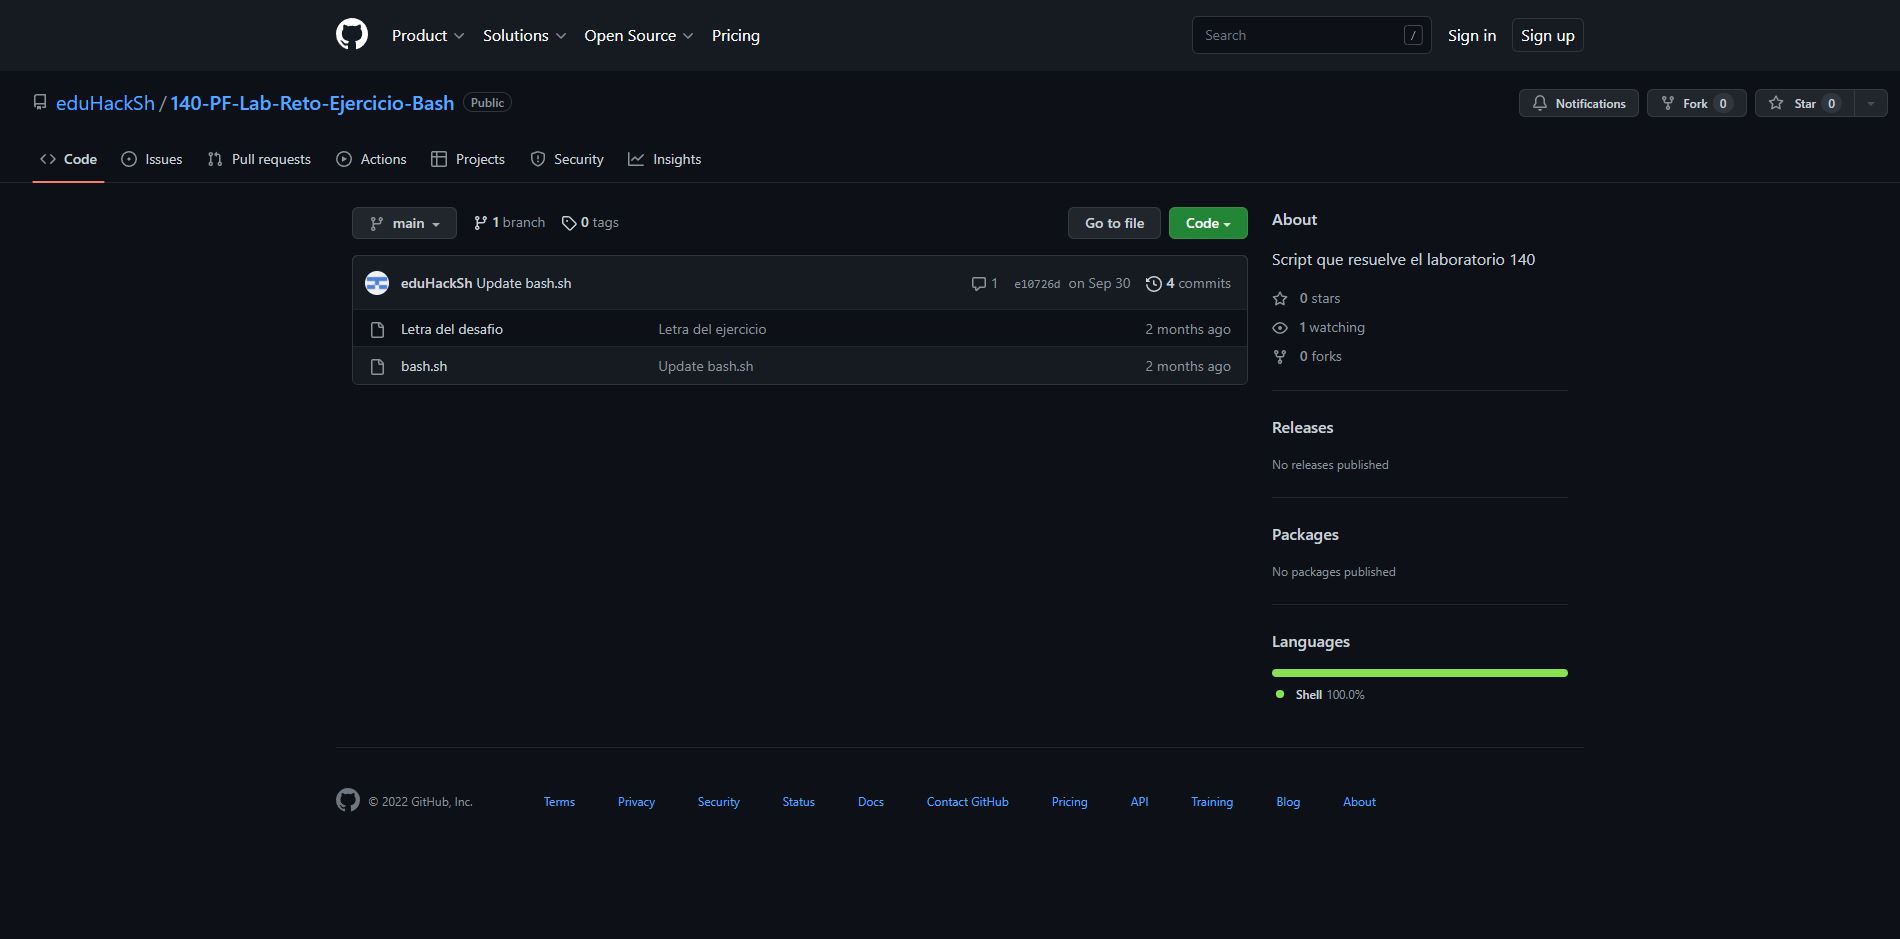 Product Solutions Open Source Pricing Search / Sign in Sign up
eduHackSh / 140-PF-Lab-Reto-Ejercicio-Bash Public Notifications Fork 0 Star 0
Code Issues Pull requests Actions Projects Security Insights
main 1 branch 0 tags Go to file Code
eduHackSh Update bash.sh 1 e10726d on Sep 30 4 commits
Letra del desafio Letra del ejercicio 2 months ago
bash.sh Update bash.sh 2 months ago
About
Script que resuelve el laboratorio 140
0 stars
1 watching
0 forks
Releases
No releases published
Packages
No packages published
Languages
Shell 100.0%
© 2022 GitHub, Inc. Terms Privacy Security Status Docs Contact GitHub Pricing API Training Blog About